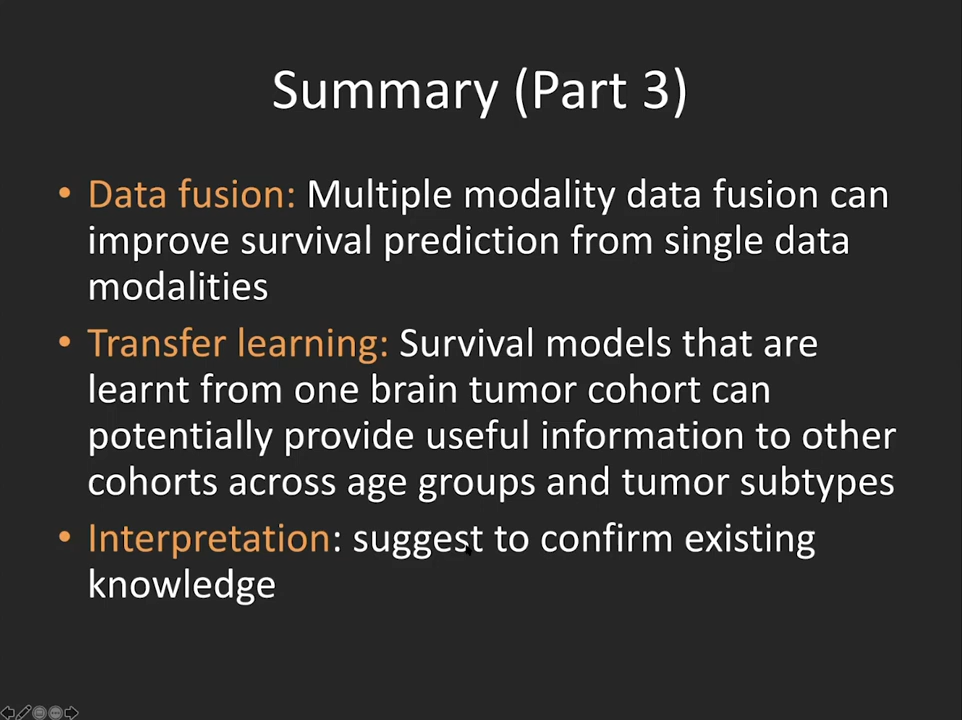 Summary (Part 3)
• Data fusion: Multiple modality data fusion can
improve survival prediction from single data
modalities
• Transfer learning: Survival models that are
learnt from one brain tumor cohort can
potentially provide useful information to other
cohorts across age groups and tumor subtypes
• Interpretation: suggest to confirm existing
knowledge